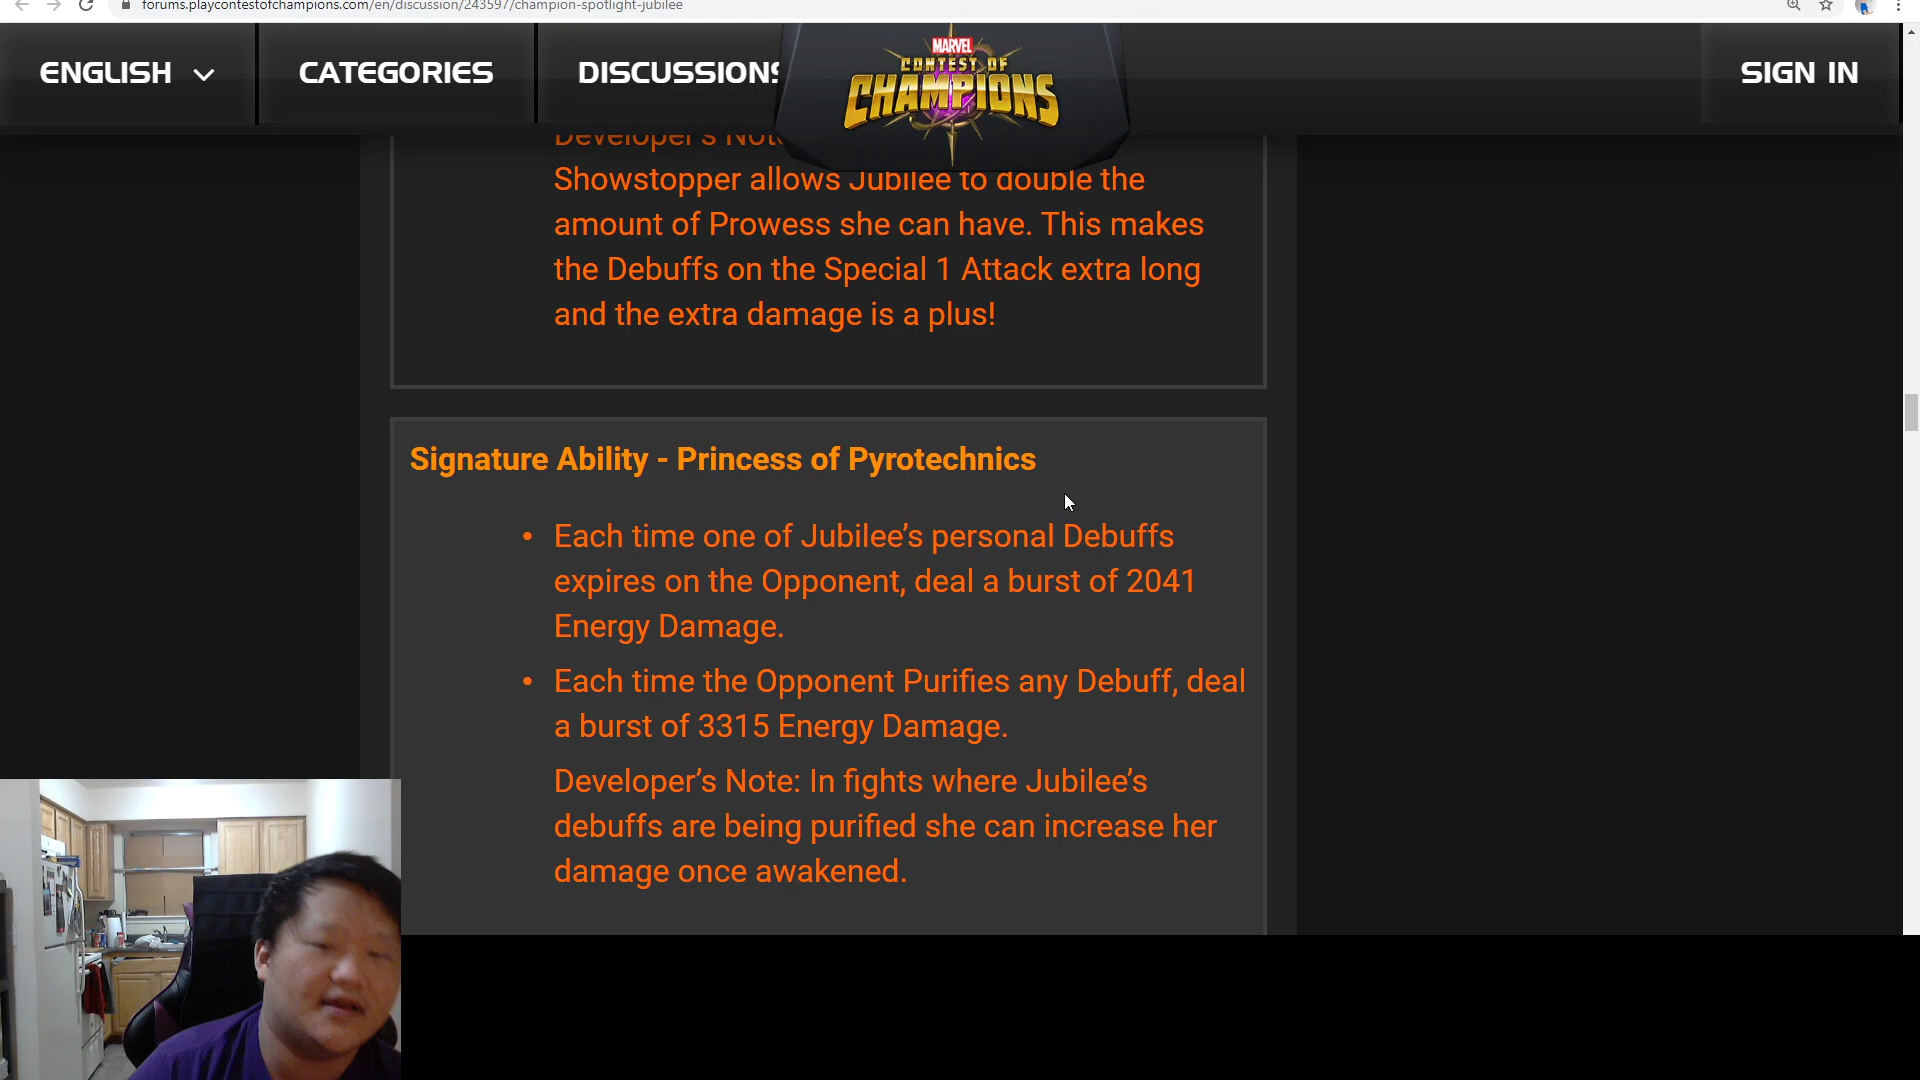 forums.playcontestofchampions.com/en/discussion/243597/champion-spotlight-jubilee
ENGLISH
CATEGORIES
DISCUSSIONS
MARVEL
CONTEST OF
CHAMPIONS
SIGN IN
Developer's Note
Showstopper allows Jubilee to double the
amount of Prowess she can have. This makes
the Debuffs on the Special 1 Attack extra long
and the extra damage is a plus!
Signature Ability - Princess of Pyrotechnics
• Each time one of Jubilee’s personal Debuffs
expires on the Opponent, deal a burst of 2041
Energy Damage.
• Each time the Opponent Purifies any Debuff, deal
a burst of 3315 Energy Damage.
Developer’s Note: In fights where Jubilee’s
debuffs are being purified she can increase her
damage once awakened.